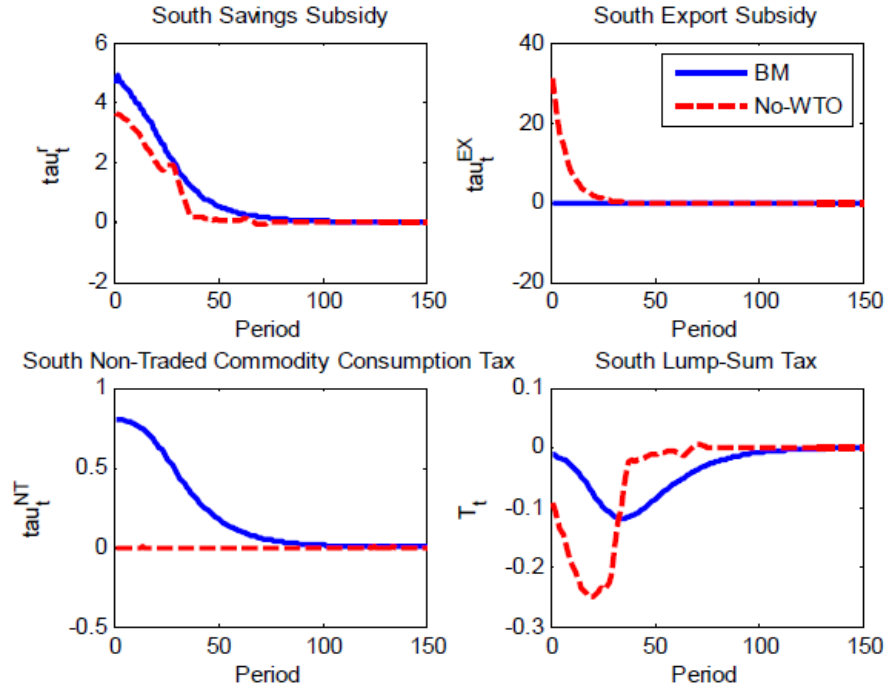 South Savings Subsidy
6
4
2
0
-2
tau_t^r
0 50 100 150
Period
South Export Subsidy
40
20
0
-20
tau_t^EX
BM
No-WTO
0 50 100 150
Period
South Non-Traded Commodity Consumption Tax
1
0.5
0
-0.5
tau_t^NT
0 50 100 150
Period
South Lump-Sum Tax
0.1
0
-0.1
-0.2
-0.3
T_t
0 50 100 150
Period